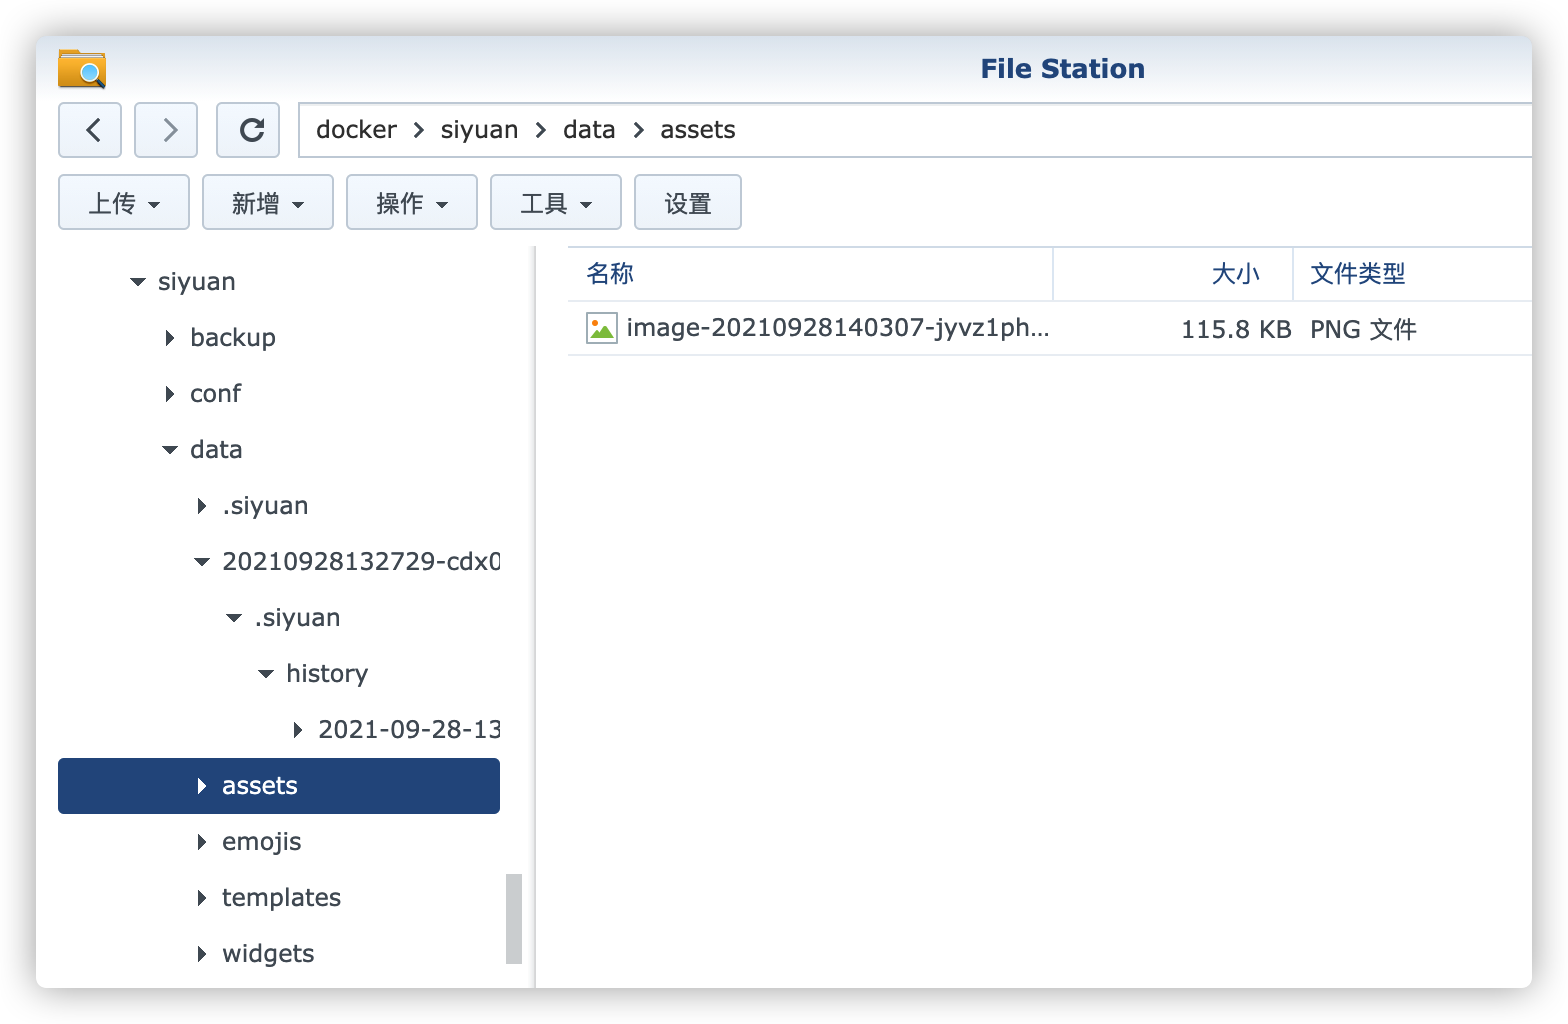 File Station
docker > siyuan > data > assets
上传 新增 操作 工具 设置
siyuan
backup
conf
data
.siyuan
20210928132729-cdx0
.siyuan
history
2021-09-28-13
assets
emojis
templates
widgets
名称 大小 文件类型
image-20210928140307-jyvz1ph... 115.8 KB PNG 文件